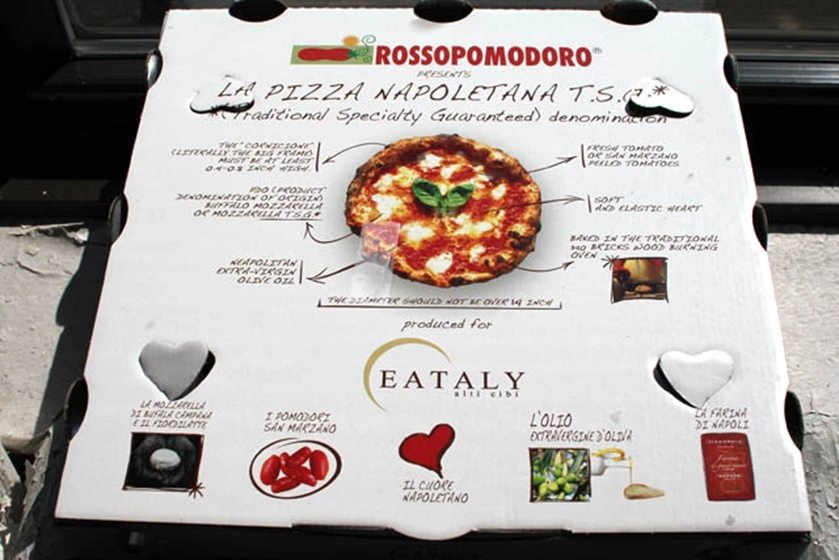 ROSSOPOMODORO®
PRESENTS
LA PIZZA NAPOLETANA T.S.G.*
*(Traditional Specialty Guaranteed) denomination
THE "CORNICIONE"
(LITERALLY THE BIG FRAME)
MUST BE AT LEAST
0.4-0.8 INCH HIGH.
PDO (PRODUCT
DENOMINATION OF ORIGIN)
BUFFALO MOZZARELLA
OR MOZZARELLA T.S.G.*
NEAPOLITAN
EXTRA-VIRGIN
OLIVE OIL
FRESH TOMATO
OR SAN MARZANO
PEELED TOMATOES
SOFT
AND ELASTIC HEART
BAKED IN THE TRADITIONAL
BRICKS WOOD BURNING
OVEN
THE DIAMETER SHOULD NOT BE OVER 14 INCH
produced for
EATALY
alti cibi
LA MOZZARELLA
DI BUFALA CAMPANA
E IL FIORDILATTE
I POMODORI
SAN MARZANO
IL CUORE
NAPOLETANO
L'OLIO
EXTRAVERGINE D'OLIVA
LA FARINA
DI NAPOLI